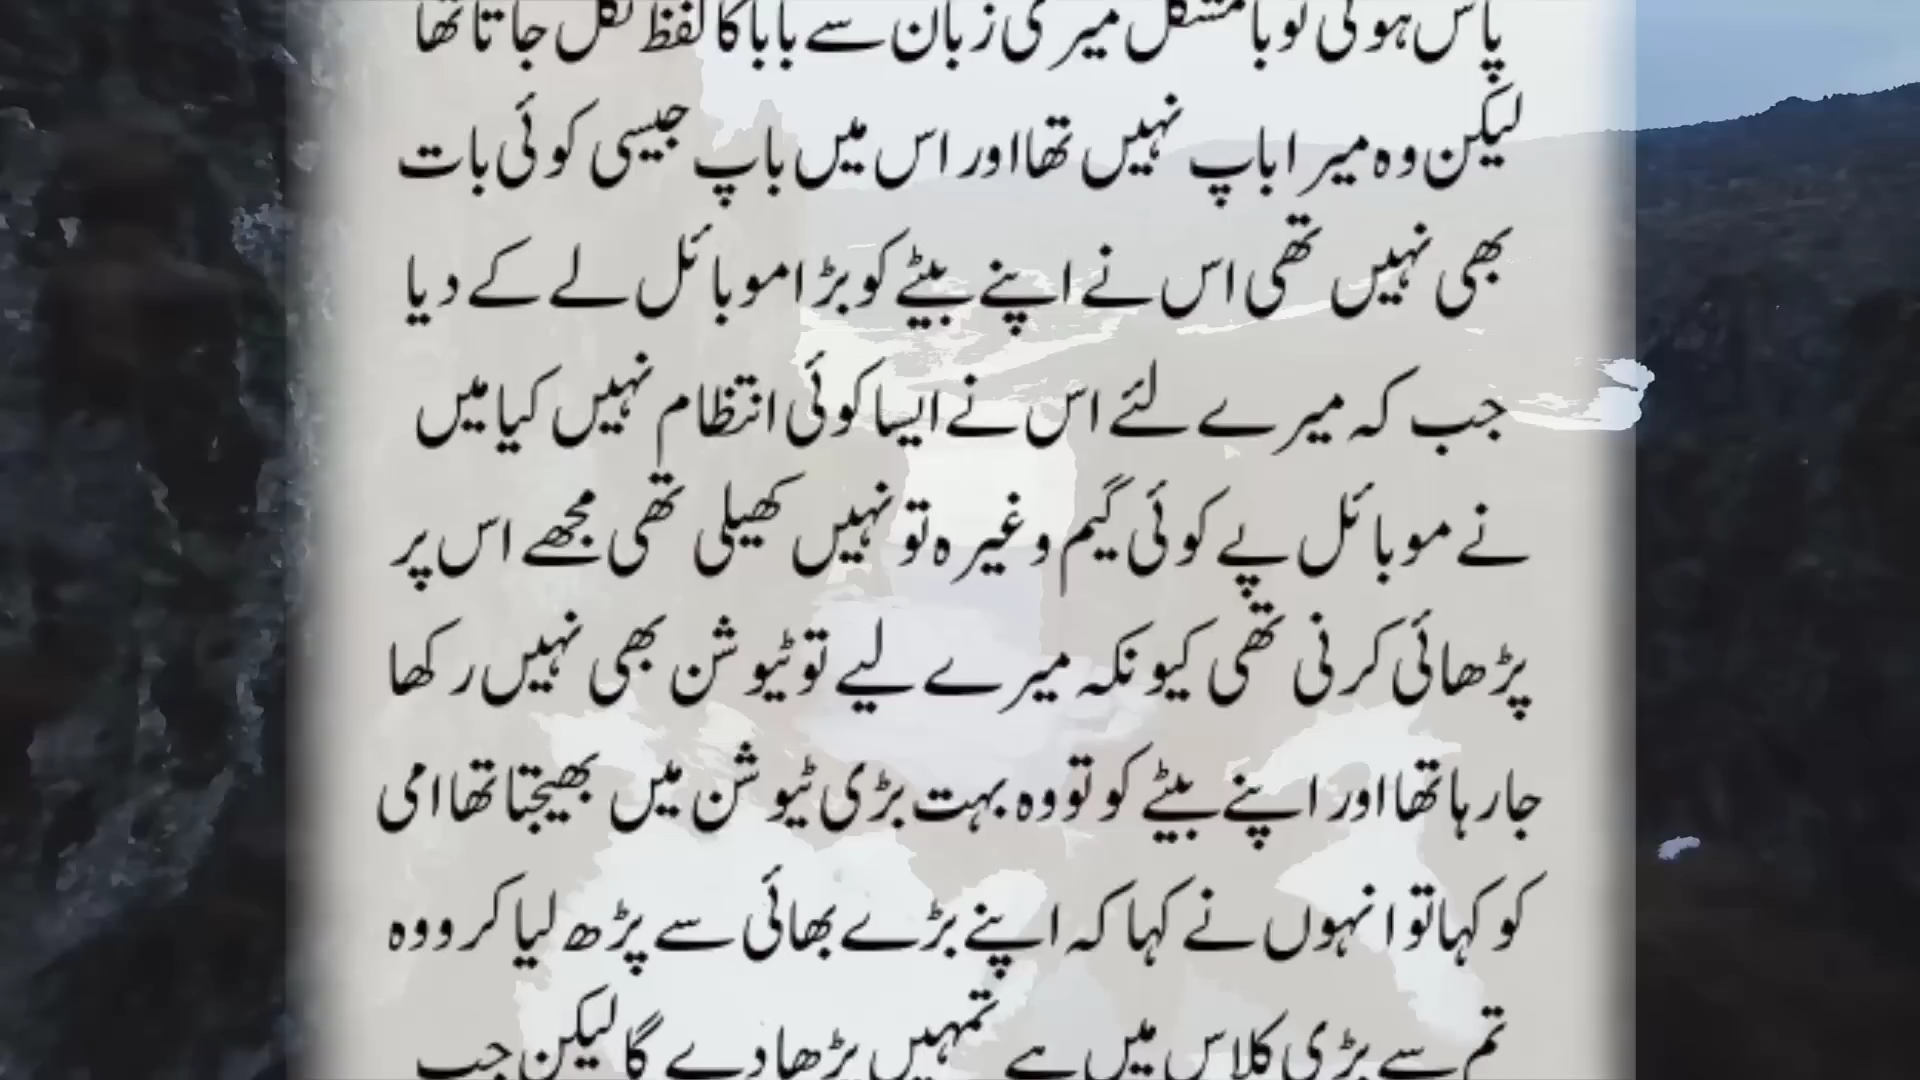 پاس ہوتی تو بامشکل میری زبان سے بابا کا لفظ نکل جاتا تھا
لیکن وہ میرا باپ نہیں تھا اور اس میں باپ جیسی کوئی بات
بھی نہیں تھی اس نے اپنے بیٹے کو بڑا موبائل لے کے دیا
جب کہ میرے لئے اس نے ایسا کوئی انتظام نہیں کیا میں
نے موبائل پے کوئی گیم وغیرہ تو نہیں کھیلی تھی مجھے اس پر
پڑھائی کرنی تھی کیونکہ میرے لیے تو ٹیوشن بھی نہیں رکھا
جا رہا تھا اور اپنے بیٹے کو تو وہ بہت بڑی ٹیوشن میں بھیجتا تھا امی
کو کہا تو انہوں نے کہا کہ اپنے بڑے بھائی سے پڑھ لیا کرو وہ
تم سے بڑی کلاس میں ہے تمہیں پڑھا دے گا لیکن جب